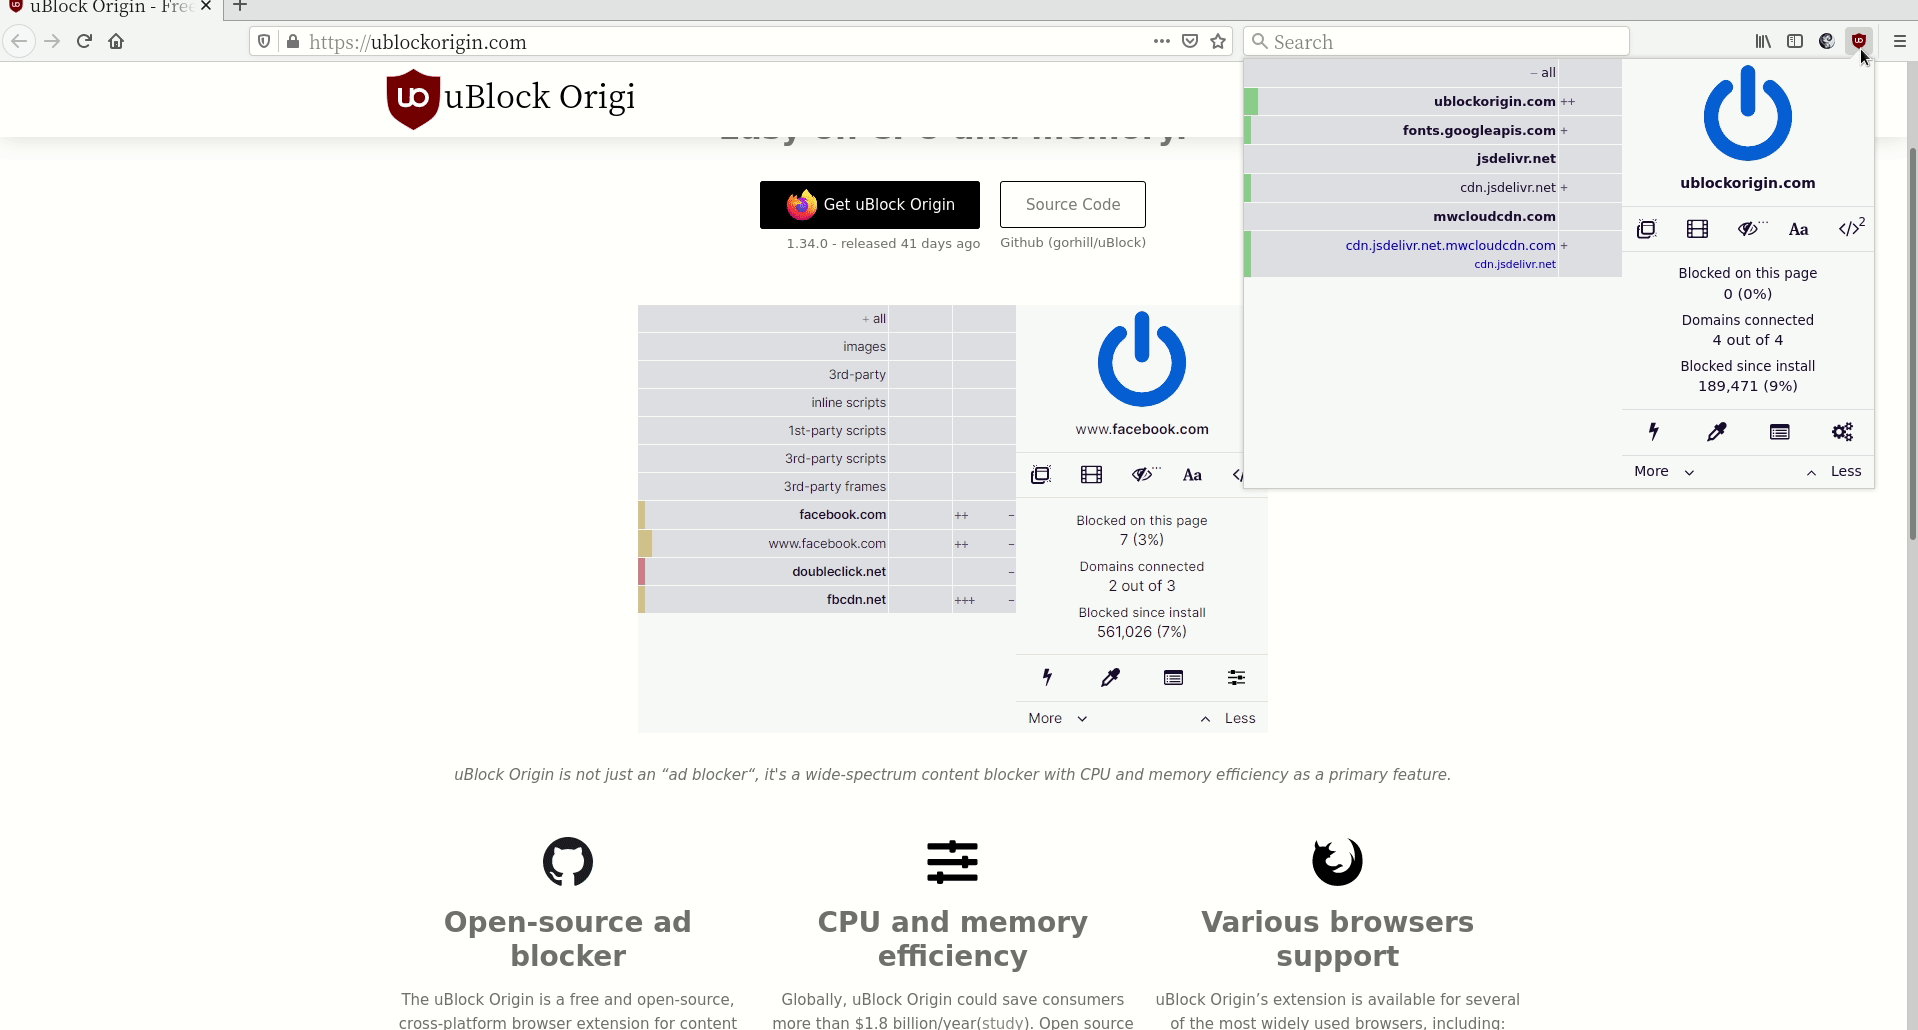 uBlock Origin - Free
https://ublockorigin.com
Search
uBlock Origi
Easy on CPU and memory.
Get uBlock Origin
Source Code
1.34.0 - released 41 days ago
Github (gorhill/uBlock)
– all
ublockorigin.com ++
fonts.googleapis.com +
jsdelivr.net
cdn.jsdelivr.net +
mwcloudcdn.com
cdn.jsdelivr.net.mwcloudcdn.com +
cdn.jsdelivr.net
ublockorigin.com
Aa
</>2
Blocked on this page
0 (0%)
Domains connected
4 out of 4
Blocked since install
189,471 (9%)
More
Less
+ all
images
3rd-party
inline scripts
1st-party scripts
3rd-party scripts
3rd-party frames
facebook.com ++ –
www.facebook.com ++ –
doubleclick.net –
fbcdn.net +++ –
www.facebook.com
Aa
Blocked on this page
7 (3%)
Domains connected
2 out of 3
Blocked since install
561,026 (7%)
More
Less
uBlock Origin is not just an “ad blocker“, it's a wide-spectrum content blocker with CPU and memory efficiency as a primary feature.
Open-source ad
blocker
The uBlock Origin is a free and open-source,
cross-platform browser extension for content
CPU and memory
efficiency
Globally, uBlock Origin could save consumers
more than $1.8 billion/year(study). Open source
Various browsers
support
uBlock Origin’s extension is available for several
of the most widely used browsers, including: